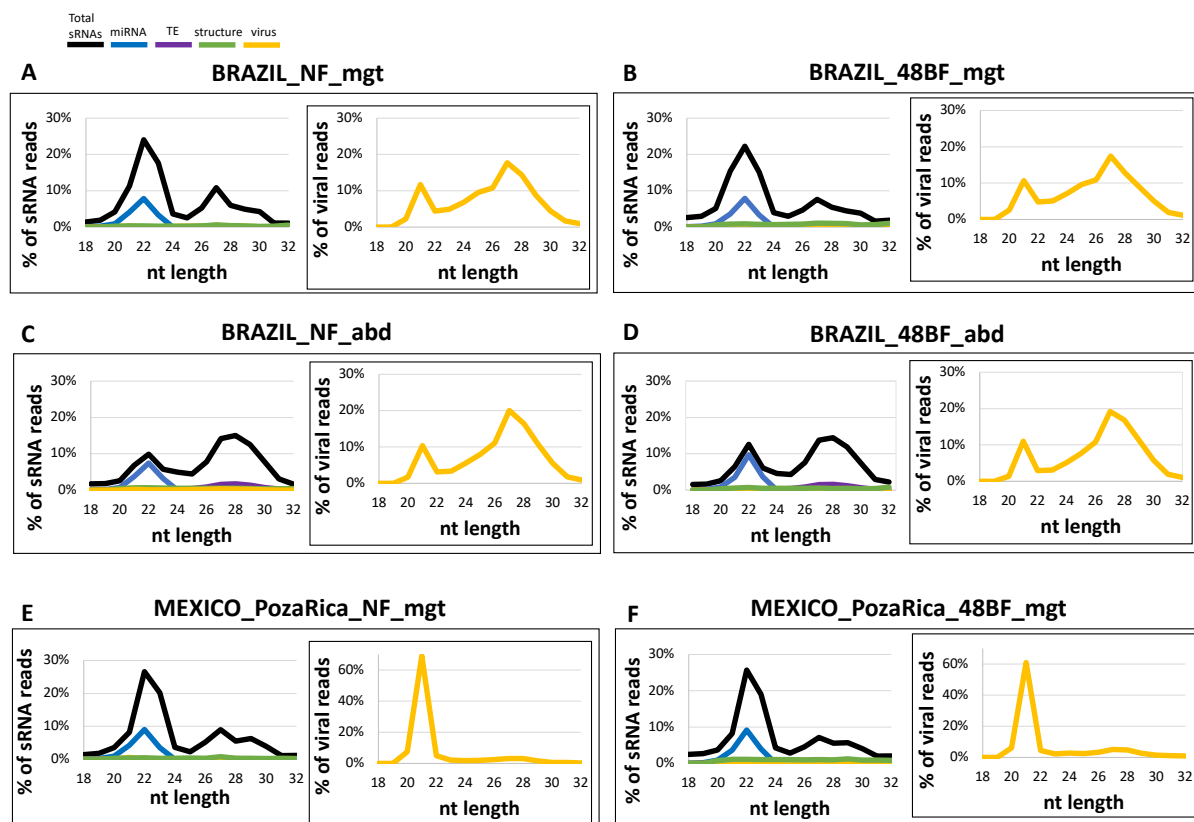 Total
sRNAs miRNA TE structure virus
A BRAZIL_NF_mgt
% of sRNA reads
30%
20%
10%
0%
18 20 22 24 26 28 30 32
nt length
% of viral reads
30%
20%
10%
0%
18 20 22 24 26 28 30 32
nt length
B BRAZIL_48BF_mgt
% of sRNA reads
30%
20%
10%
0%
18 20 22 24 26 28 30 32
nt length
% of viral reads
30%
20%
10%
0%
18 20 22 24 26 28 30 32
nt length
C BRAZIL_NF_abd
% of sRNA reads
30%
20%
10%
0%
18 20 22 24 26 28 30 32
nt length
% of viral reads
30%
20%
10%
0%
18 20 22 24 26 28 30 32
nt length
D BRAZIL_48BF_abd
% of sRNA reads
30%
20%
10%
0%
18 20 22 24 26 28 30 32
nt length
% of viral reads
30%
20%
10%
0%
18 20 22 24 26 28 30 32
nt length
E MEXICO_PozaRica_NF_mgt
% of sRNA reads
30%
20%
10%
0%
18 20 22 24 26 28 30 32
nt length
% of viral reads
60%
40%
20%
0%
18 20 22 24 26 28 30 32
nt length
F MEXICO_PozaRica_48BF_mgt
% of sRNA reads
30%
20%
10%
0%
18 20 22 24 26 28 30 32
nt length
% of viral reads
60%
40%
20%
0%
18 20 22 24 26 28 30 32
nt length